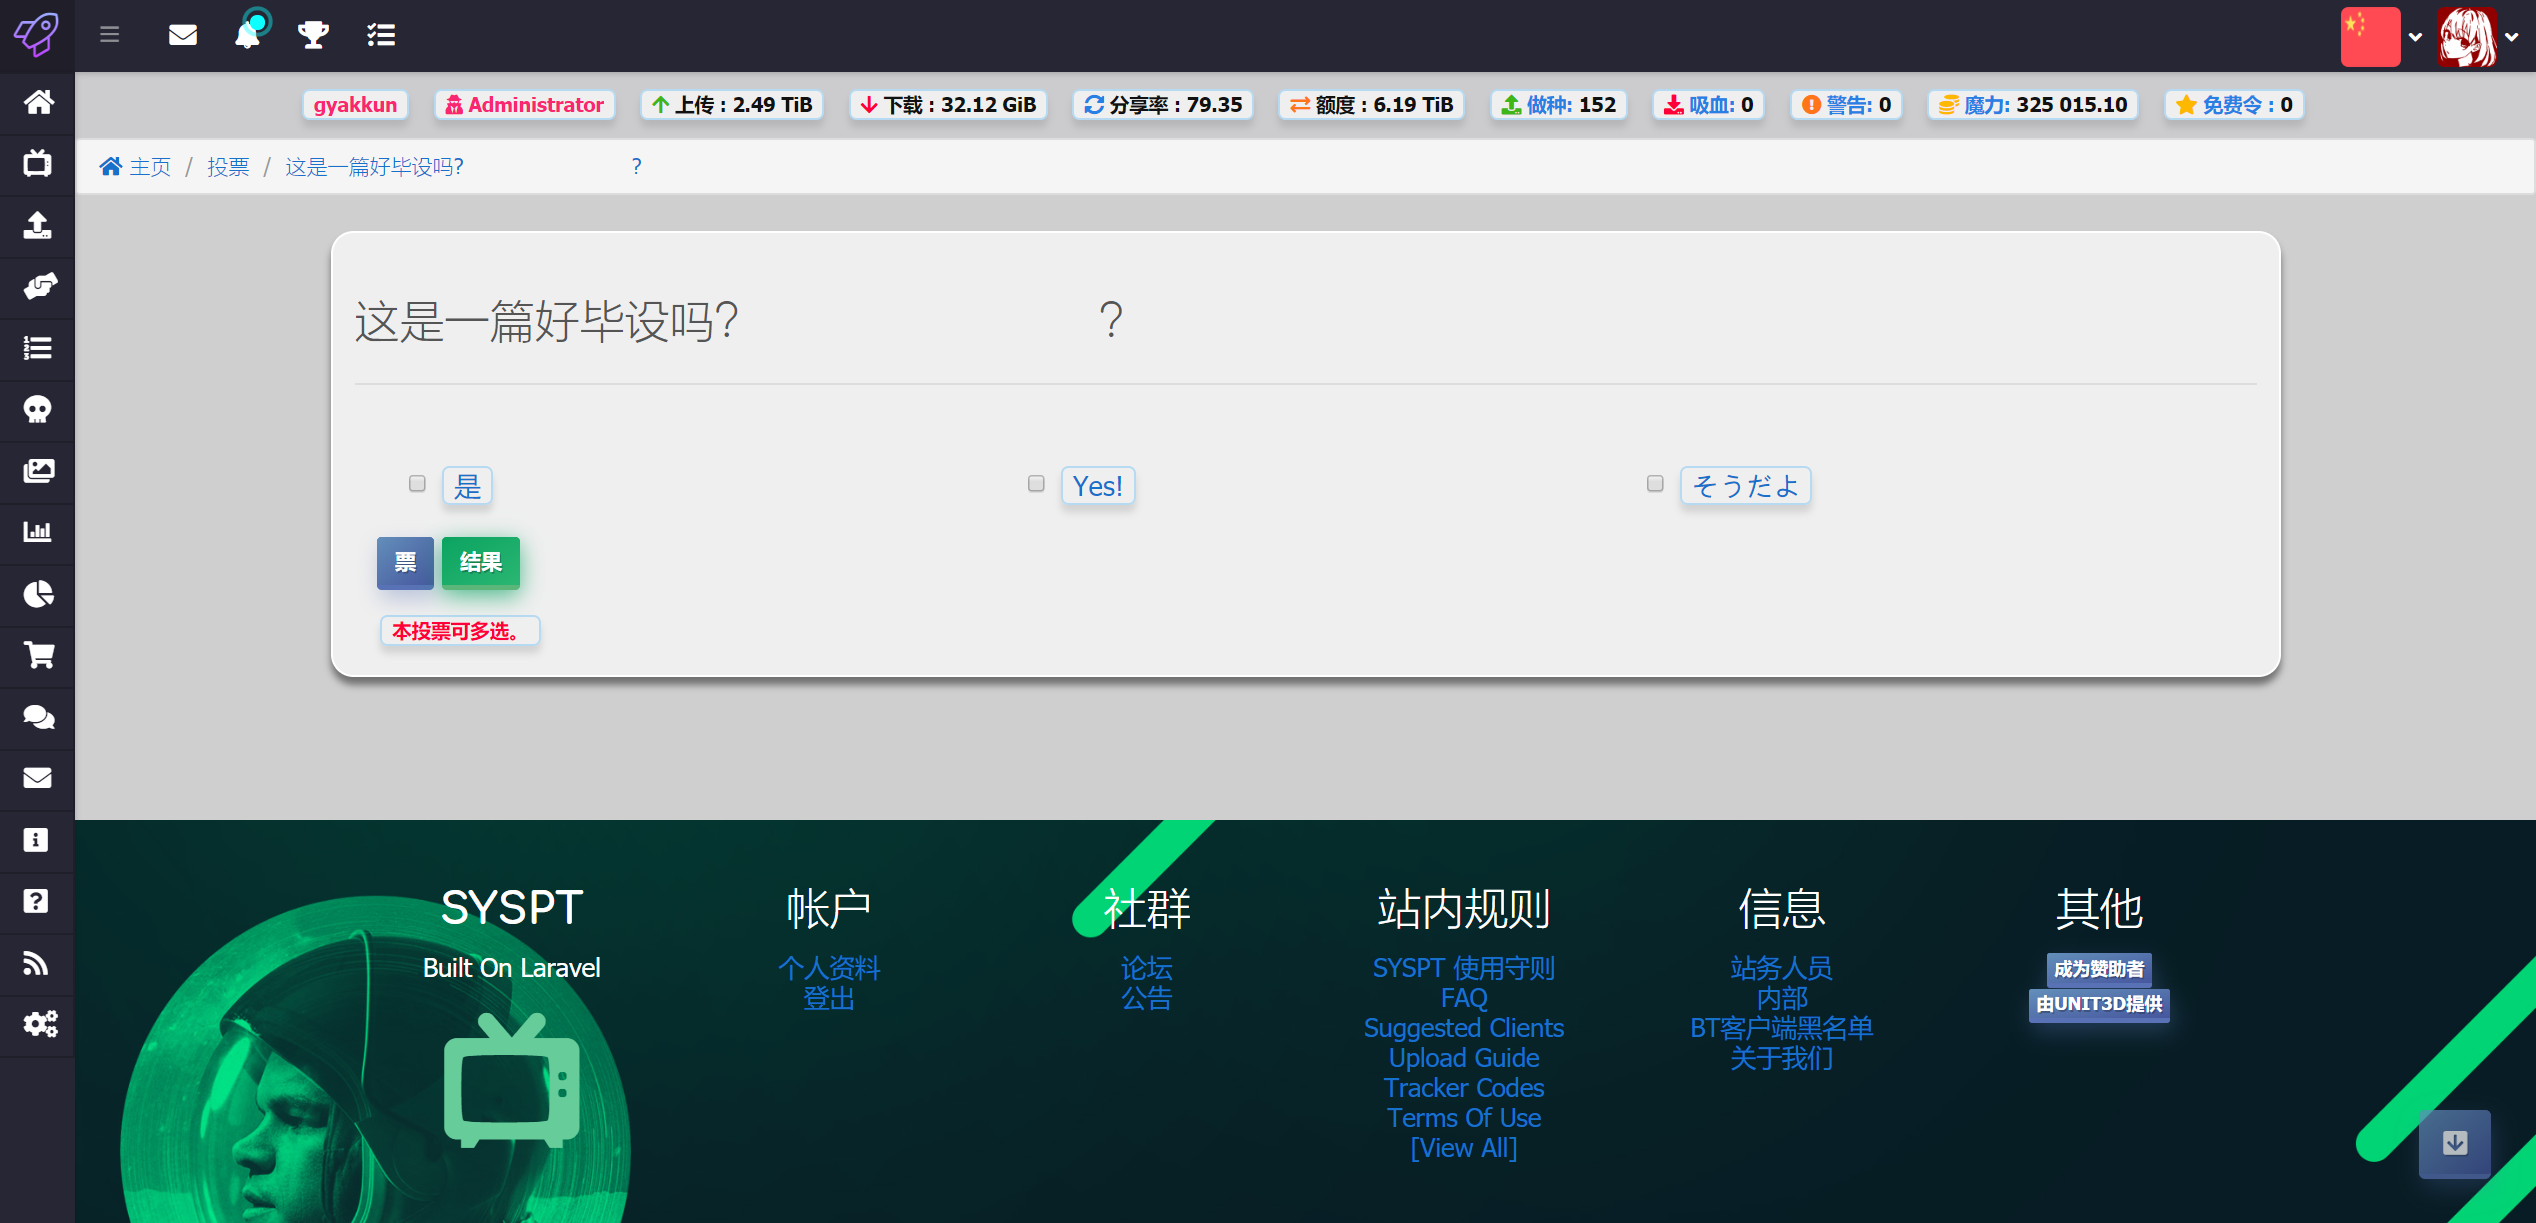 gyakkun Administrator 上传 : 2.49 TiB 下载 : 32.12 GiB 分享率 : 79.35 额度 : 6.19 TiB 做种: 152 吸血: 0 警告: 0 魔力: 325 015.10 免费令 : 0
主页 / 投票 / 这是一篇好毕设吗? ?
这是一篇好毕设吗? ?
是 Yes! そうだよ
票 结果
本投票可多选。
SYSPT
Built On Laravel
帐户
个人资料
登出
社群
论坛
公告
站内规则
SYSPT 使用守则
FAQ
Suggested Clients
Upload Guide
Tracker Codes
Terms Of Use
[View All]
信息
站务人员
内部
BT客户端黑名单
关于我们
其他
成为赞助者
由UNIT3D提供